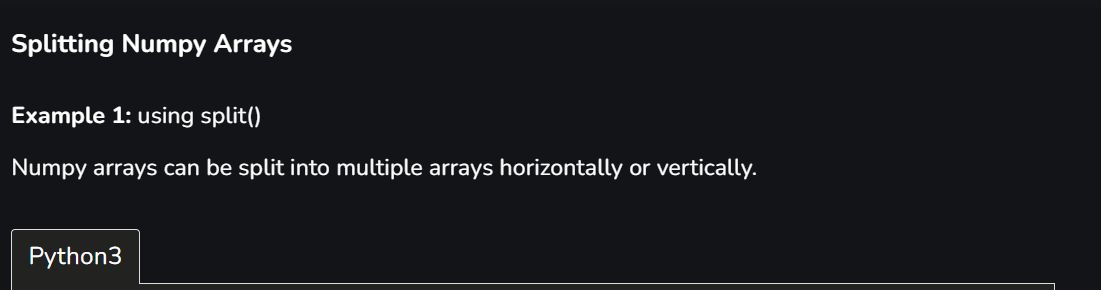 Splitting Numpy Arrays
Example 1: using split()
Numpy arrays can be split into multiple arrays horizontally or vertically.
Python3